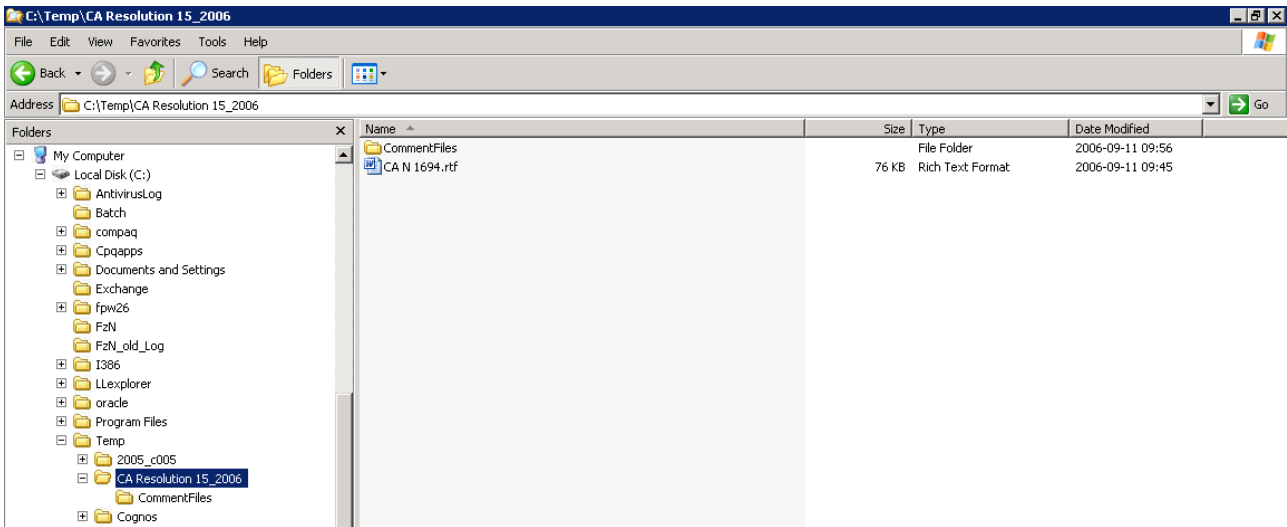 C:\Temp\CA Resolution 15_2006
File Edit View Favorites Tools Help
Back Search Folders
Address C:\Temp\CA Resolution 15_2006 Go
Folders
My Computer
Local Disk (C:)
AntivirusLog
Batch
compaq
Cpqapps
Documents and Settings
Exchange
fpw26
FzN
FzN_old_Log
I386
LLexplorer
oracle
Program Files
Temp
2005_c005
CA Resolution 15_2006
CommentFiles
Cognos
Name Size Type Date Modified
CommentFiles File Folder 2006-09-11 09:56
CA N 1694.rtf 76 KB Rich Text Format 2006-09-11 09:45